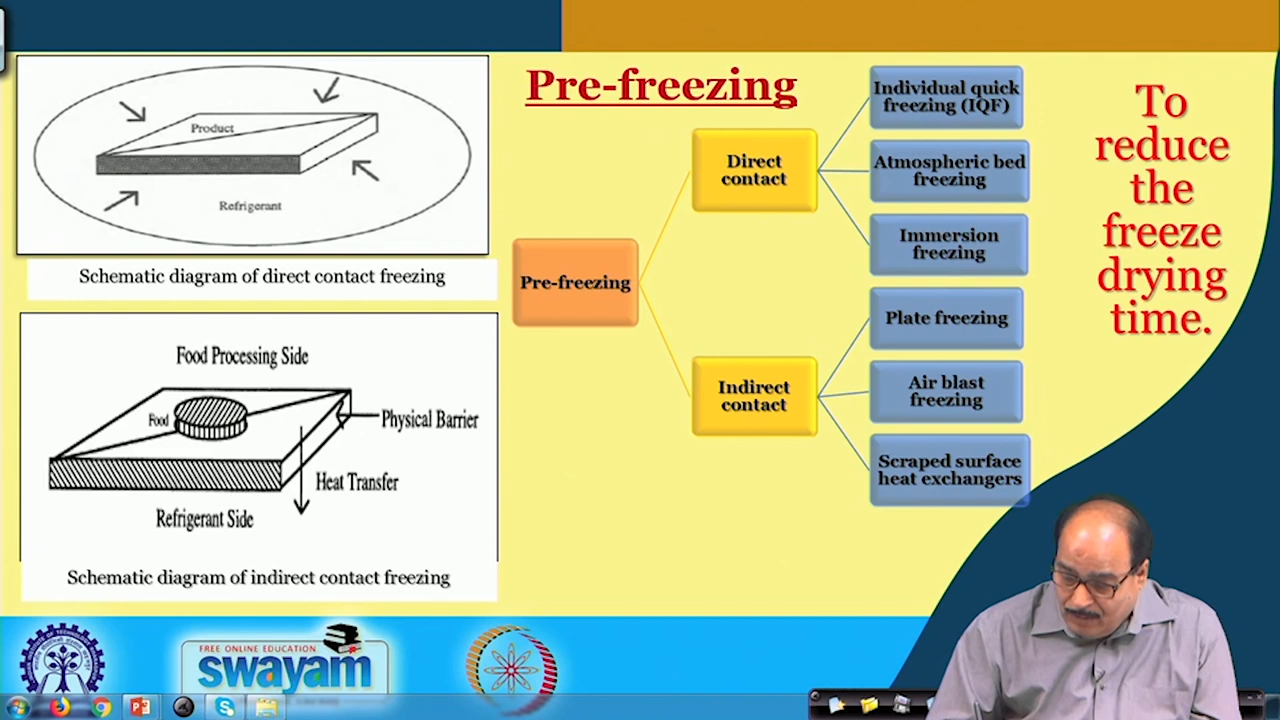 Product
Refrigerant
Schematic diagram of direct contact freezing
Food Processing Side
Food
Physical Barrier
Heat Transfer
Refrigerant Side
Schematic diagram of indirect contact freezing
Pre-freezing
Pre-freezing
Direct
contact
Indirect
contact
Individual quick
freezing (IQF)
Atmospheric bed
freezing
Immersion
freezing
Plate freezing
Air blast
freezing
Scraped surface
heat exchangers
To
reduce
the
freeze
drying
time.
FREE ONLINE EDUCATION
swayam